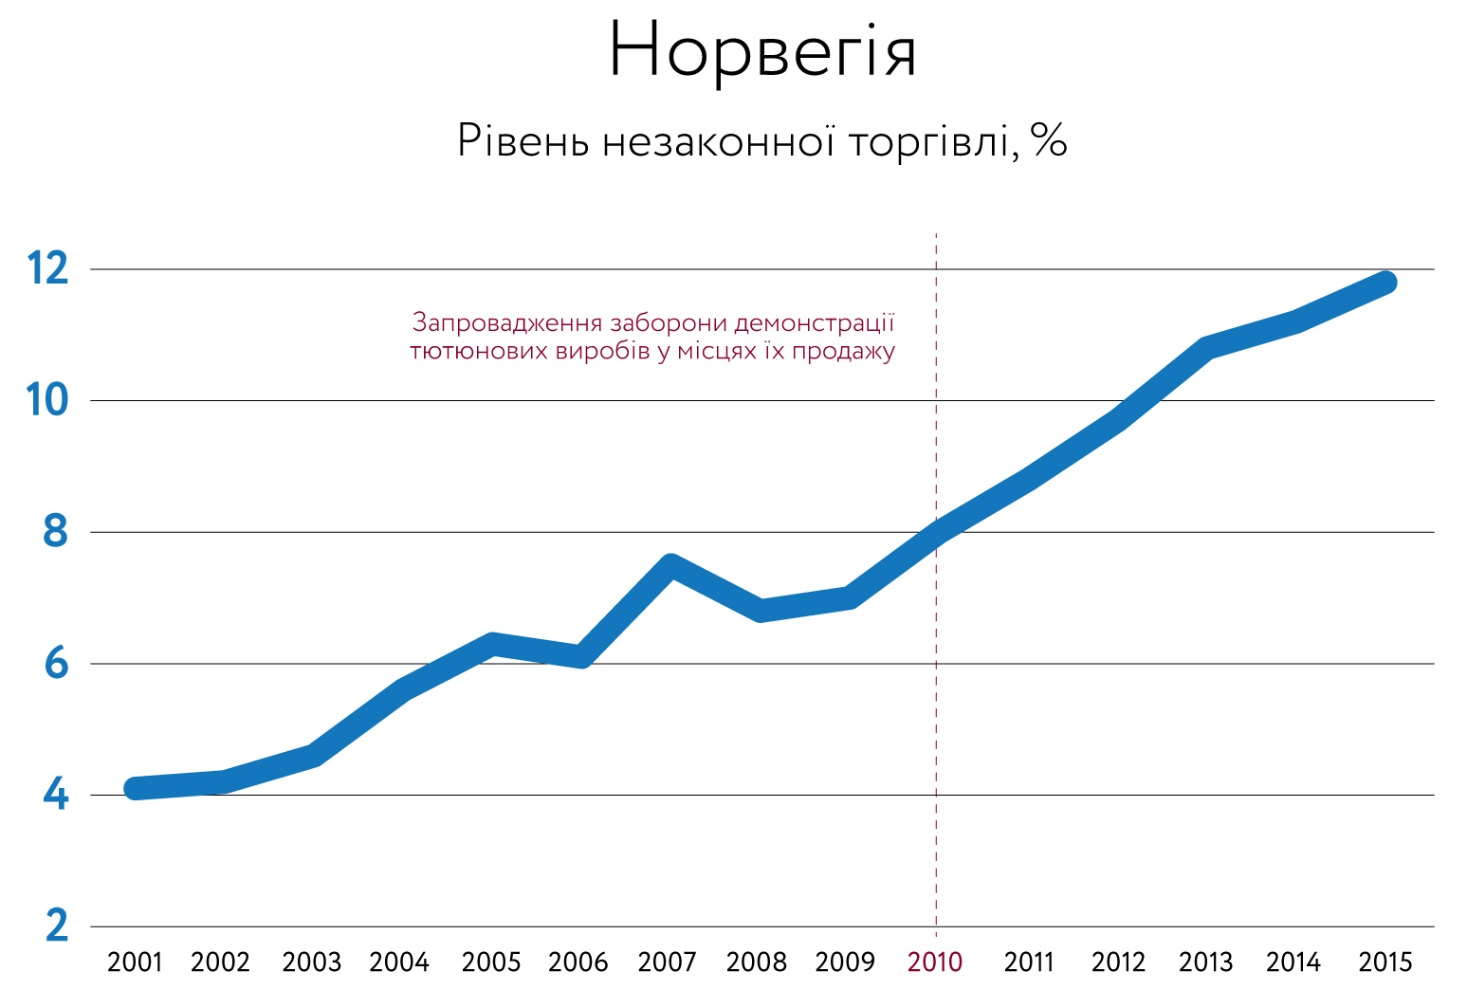 Норвегія
Рівень незаконної торгівлі, %
12
Запровадження заборони демонстрації
тютюнових виробів у місцях їх продажу
10
8
6
4
2
2001 2002 2003 2004 2005 2006 2007 2008 2009 2010 2011 2012 2013 2014 2015